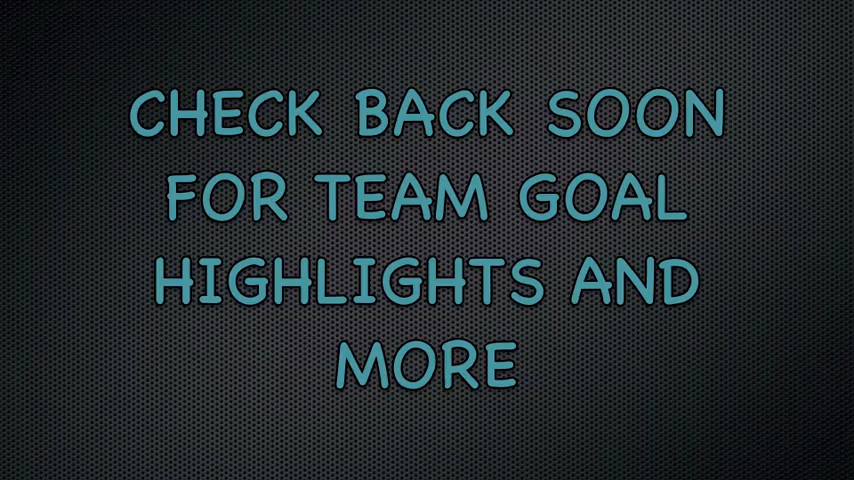 CHECK BACK SOON
FOR TEAM GOAL
HIGHLIGHTS AND
MORE